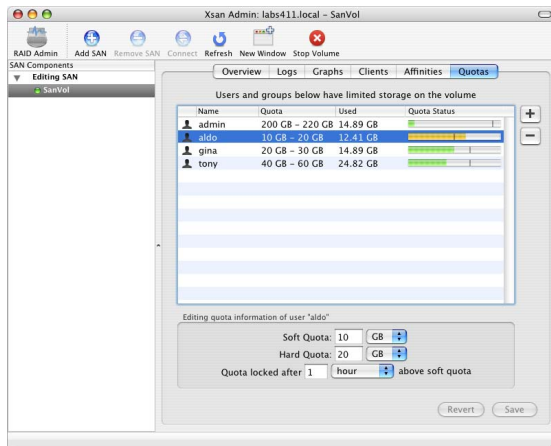 Xsan Admin: labs411.local – SanVol
RAID Admin Add SAN Remove SAN Connect Refresh New Window Stop Volume
SAN Components
Editing SAN
SanVol
Overview Logs Graphs Clients Affinities Quotas
Users and groups below have limited storage on the volume
Name Quota Used Quota Status
admin 200 GB – 220 GB 14.89 GB
aldo 10 GB – 20 GB 12.41 GB
gina 20 GB – 30 GB 14.89 GB
tony 40 GB – 60 GB 24.82 GB
Editing quota information of user "aldo"
Soft Quota: 10 GB
Hard Quota: 20 GB
Quota locked after 1 hour above soft quota
Revert Save